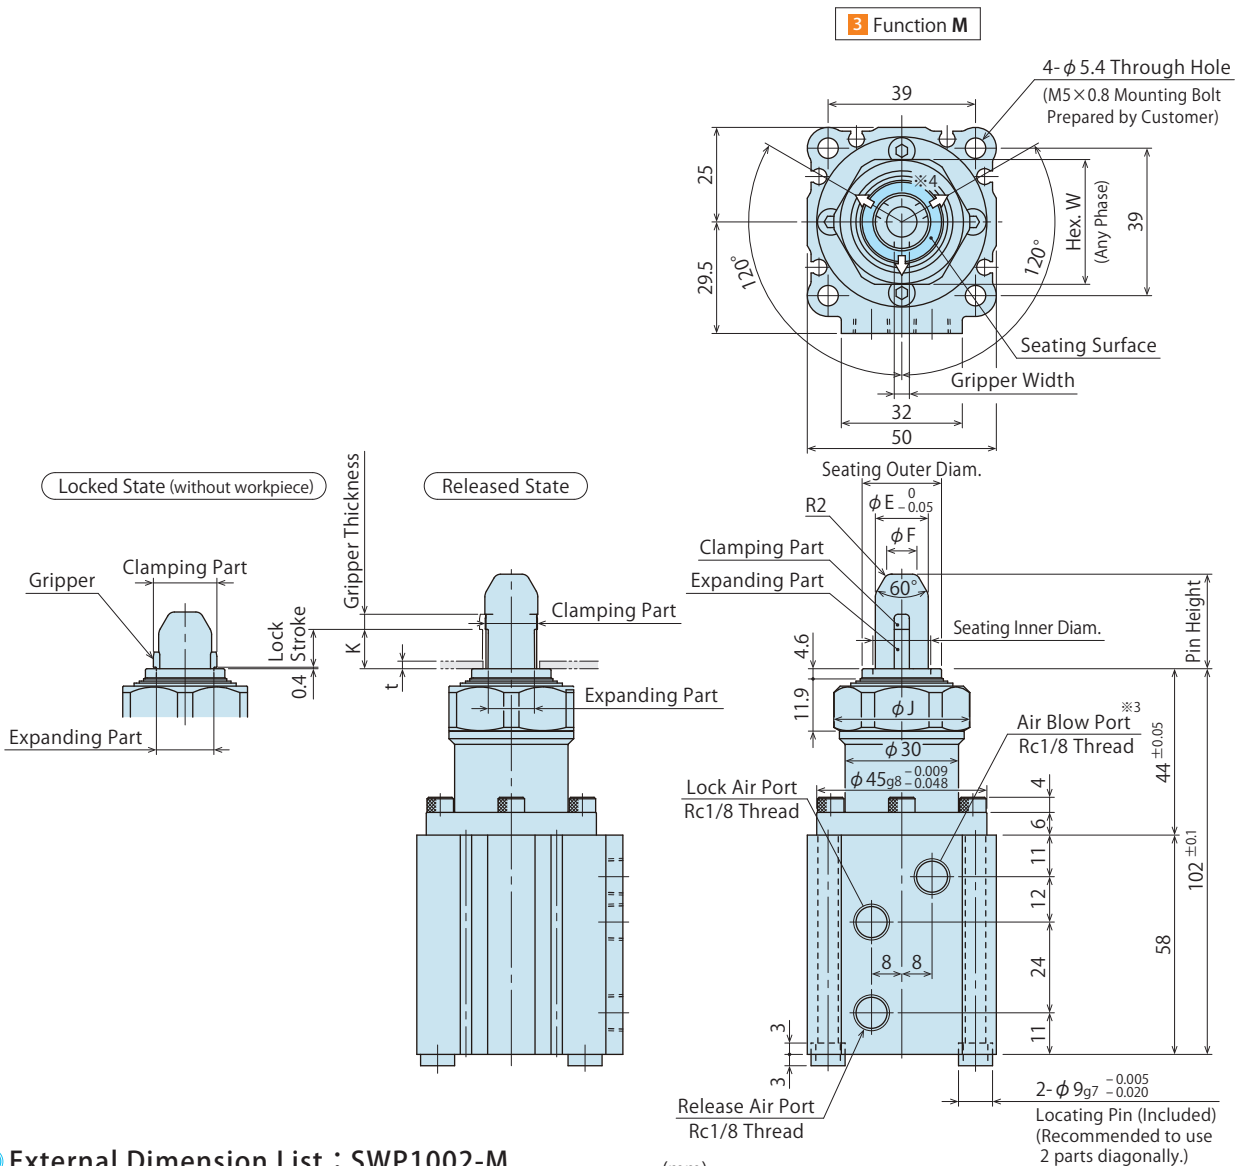 3 Function M
4-φ5.4 Through Hole
(M5×0.8 Mounting Bolt
Prepared by Customer)
39
25
29.5
※4
120°
120°
Hex. W
(Any Phase)
39
Seating Surface
Gripper Width
32
50
Locked State (without workpiece)
Released State
Seating Outer Diam.
φE 0 -0.05
R2
φF
Clamping Part
Expanding Part
60°
Seating Inner Diam.
Pin Height
Clamping Part
Gripper
Lock
Stroke
0.4
Expanding Part
Gripper Thickness
K
t
Clamping Part
Expanding Part
4.6
11.9
φJ
φ30
φ45g8 -0.009 -0.048
Air Blow Port ※3
Rc1/8 Thread
Lock Air Port
Rc1/8 Thread
44±0.05
102±0.1
4
6
11
12
24
11
58
8
8
3
3
Release Air Port
Rc1/8 Thread
2-φ9g7 -0.005 -0.020
Locating Pin (Included)
(Recommended to use
2 parts diagonally.)
External Dimension List : SWP1002-M
(mm)